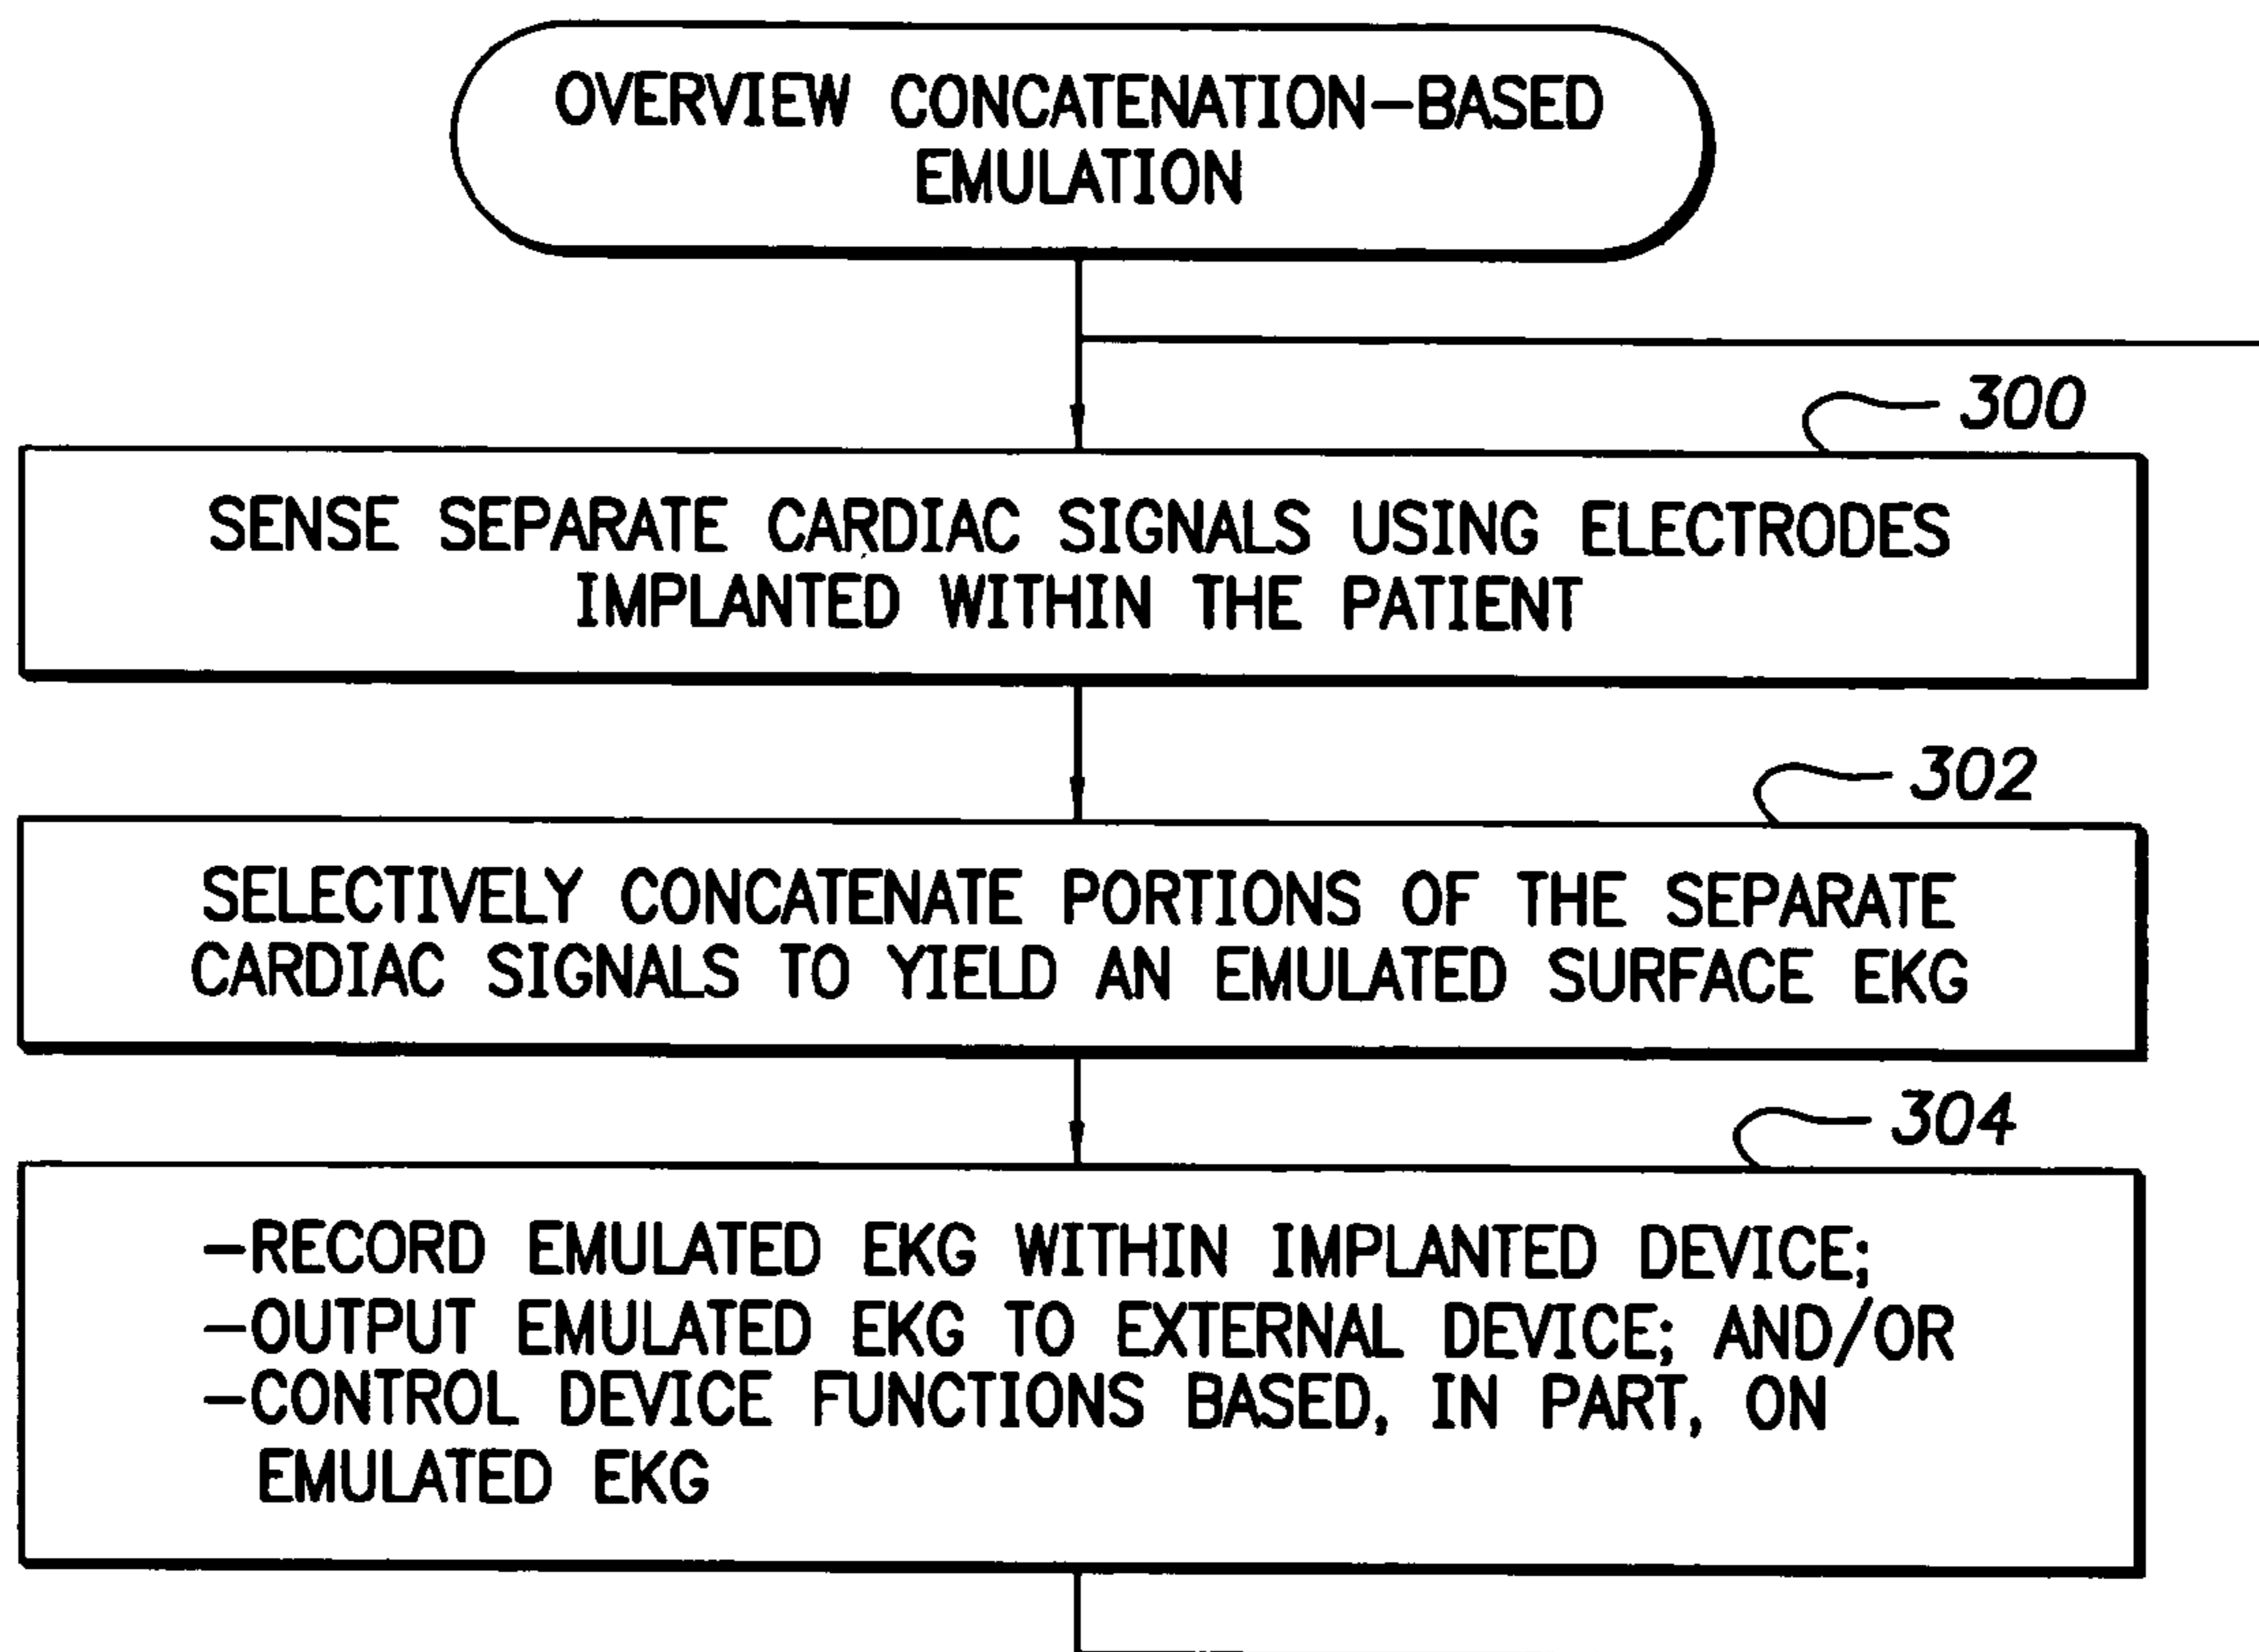 OVERVIEW CONCATENATION-BASED
EMULATION
300
SENSE SEPARATE CARDIAC SIGNALS USING ELECTRODES
IMPLANTED WITHIN THE PATIENT
302
SELECTIVELY CONCATENATE PORTIONS OF THE SEPARATE
CARDIAC SIGNALS TO YIELD AN EMULATED SURFACE EKG
304
-RECORD EMULATED EKG WITHIN IMPLANTED DEVICE;
-OUTPUT EMULATED EKG TO EXTERNAL DEVICE; AND/OR
-CONTROL DEVICE FUNCTIONS BASED, IN PART, ON
EMULATED EKG